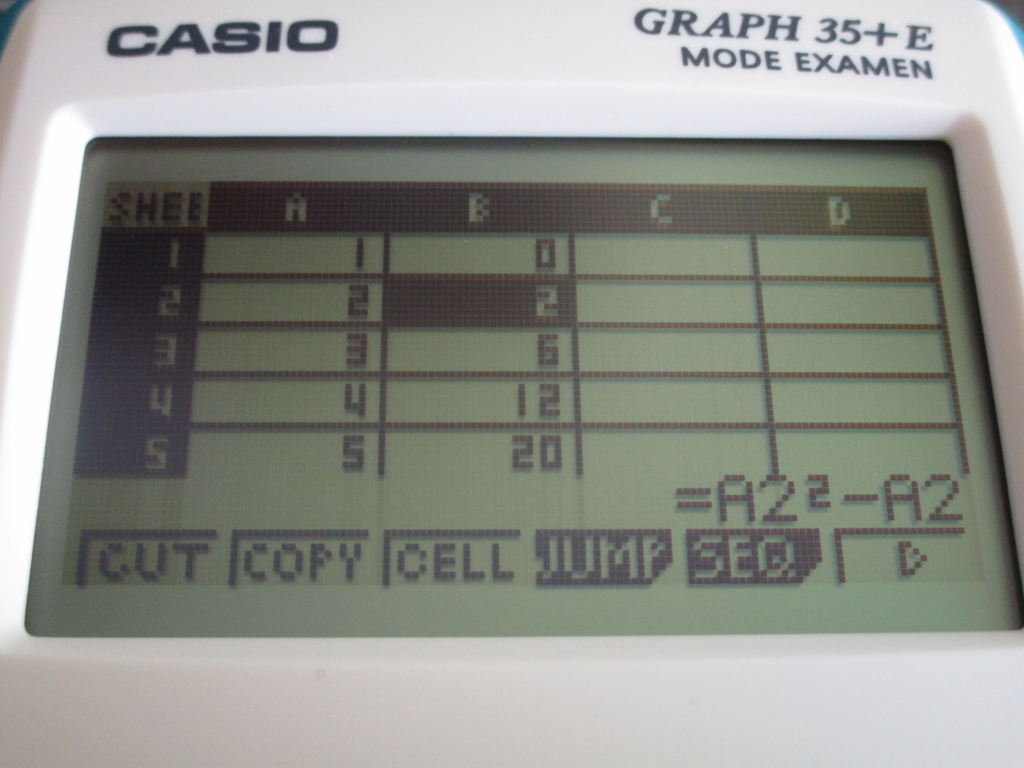 CASIO GRAPH 35+E
MODE EXAMEN
SHEE A B C D
1 1 0
2 2 2
3 3 6
4 4 12
5 5 20
=A2²-A2
CUT COPY CELL JUMP SEQ ▷